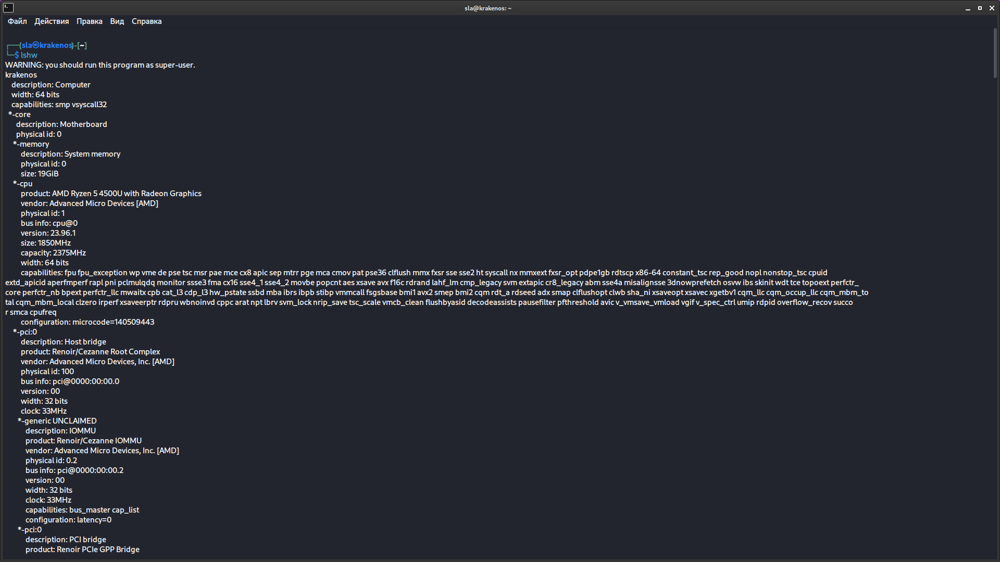 sla@krakenos: ~
Файл Действия Правка Вид Справка
┌──(sla㉿krakenos)-[~]
└─$ lshw
WARNING: you should run this program as super-user.
krakenos
description: Computer
width: 64 bits
capabilities: smp vsyscall32
*-core
description: Motherboard
physical id: 0
*-memory
description: System memory
physical id: 0
size: 19GiB
*-cpu
product: AMD Ryzen 5 4500U with Radeon Graphics
vendor: Advanced Micro Devices [AMD]
physical id: 1
bus info: cpu@0
version: 23.96.1
size: 1850MHz
capacity: 2375MHz
width: 64 bits
capabilities: fpu fpu_exception wp vme de pse tsc msr pae mce cx8 apic sep mtrr pge mca cmov pat pse36 clflush mmx fxsr sse sse2 ht syscall nx mmxext fxsr_opt pdpe1gb rdtscp x86-64 constant_tsc rep_good nopl nonstop_tsc cpuid
extd_apicid aperfmperf rapl pni pclmulqdq monitor ssse3 fma cx16 sse4_1 sse4_2 movbe popcnt aes xsave avx f16c rdrand lahf_lm cmp_legacy svm extapic cr8_legacy abm sse4a misalignsse 3dnowprefetch osvw ibs skinit wdt tce topoext perfctr_
core perfctr_nb bpext perfctr_llc mwaitx cpb cat_l3 cdp_l3 hw_pstate ssbd mba ibrs ibpb stibp vmmcall fsgsbase bmi1 avx2 smep bmi2 cqm rdt_a rdseed adx smap clflushopt clwb sha_ni xsaveopt xsavec xgetbv1 cqm_llc cqm_occup_llc cqm_mbm_to
tal cqm_mbm_local clzero irperf xsaveerptr rdpru wbnoinvd cppc arat npt lbrv svm_lock nrip_save tsc_scale vmcb_clean flushbyasid decodeassists pausefilter pfthreshold avic v_vmsave_vmload vgif v_spec_ctrl umip rdpid overflow_recov succo
r smca cpufreq
configuration: microcode=140509443
*-pci:0
description: Host bridge
product: Renoir/Cezanne Root Complex
vendor: Advanced Micro Devices, Inc. [AMD]
physical id: 100
bus info: pci@0000:00:00.0
version: 00
width: 32 bits
clock: 33MHz
*-generic UNCLAIMED
description: IOMMU
product: Renoir/Cezanne IOMMU
vendor: Advanced Micro Devices, Inc. [AMD]
physical id: 0.2
bus info: pci@0000:00:00.2
version: 00
width: 32 bits
clock: 33MHz
capabilities: bus_master cap_list
configuration: latency=0
*-pci:0
description: PCI bridge
product: Renoir PCIe GPP Bridge